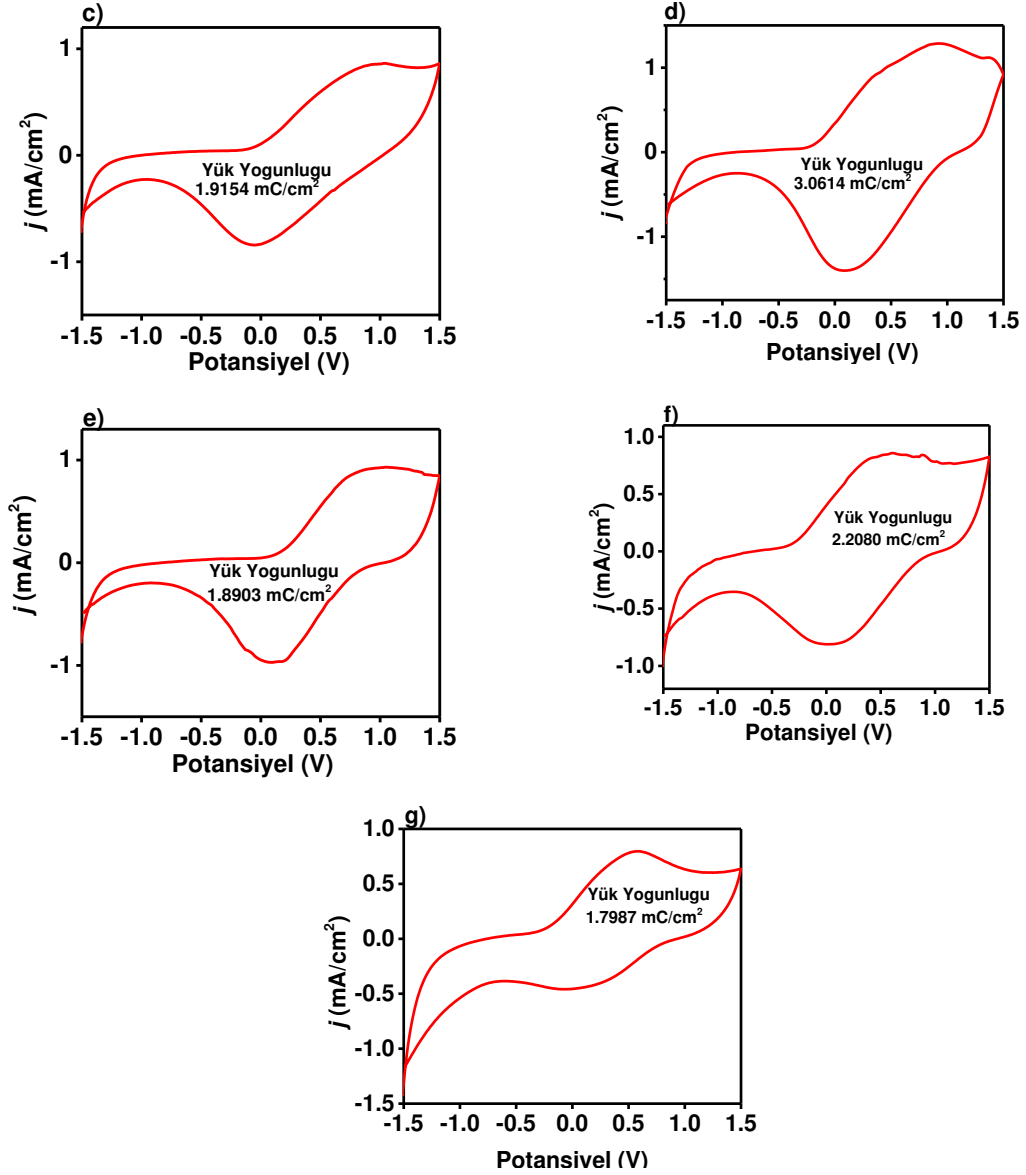 c)
1
0
-1
j (mA/cm²)
Yük Yogunlugu
1.9154 mC/cm²
-1.5 -1.0 -0.5 0.0 0.5 1.0 1.5
Potansiyel (V)
d)
1
0
-1
j (mA/cm²)
Yük Yogunlugu
3.0614 mC/cm²
-1.5 -1.0 -0.5 0.0 0.5 1.0 1.5
Potansiyel (V)
e)
1
0
-1
j (mA/cm²)
Yük Yogunlugu
1.8903 mC/cm²
-1.5 -1.0 -0.5 0.0 0.5 1.0 1.5
Potansiyel (V)
f)
1.0
0.5
0.0
-0.5
-1.0
j (mA/cm²)
Yük Yogunlugu
2.2080 mC/cm²
-1.5 -1.0 -0.5 0.0 0.5 1.0 1.5
Potansiyel (V)
g)
1.0
0.5
0.0
-0.5
-1.0
-1.5
j (mA/cm²)
Yük Yogunlugu
1.7987 mC/cm²
-1.5 -1.0 -0.5 0.0 0.5 1.0 1.5
Potansiyel (V)